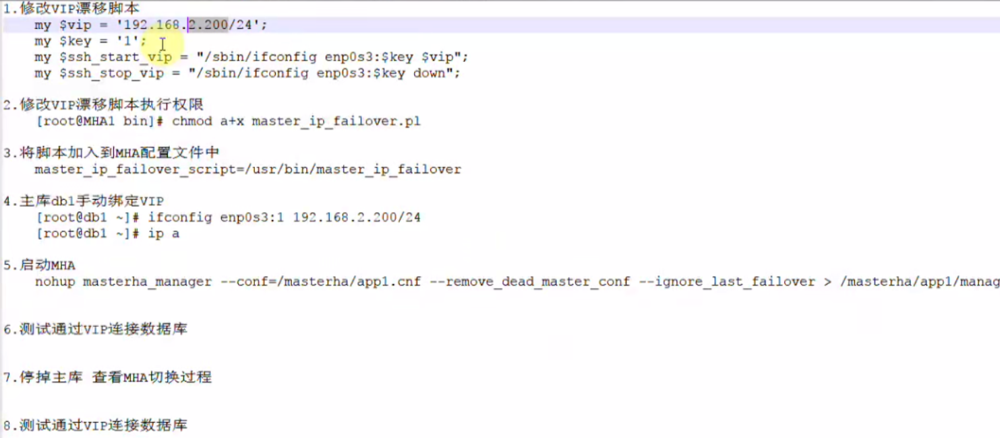 1.修改VIP漂移脚本
my $vip = '192.168.2.200/24';
my $key = '1';
my $ssh_start_vip = "/sbin/ifconfig enp0s3:$key $vip";
my $ssh_stop_vip = "/sbin/ifconfig enp0s3:$key down";
2.修改VIP漂移脚本执行权限
[root@MHA1 bin]# chmod a+x master_ip_failover.pl
3.将脚本加入到MHA配置文件中
master_ip_failover_script=/usr/bin/master_ip_failover
4.主库db1手动绑定VIP
[root@db1 ~]# ifconfig enp0s3:1 192.168.2.200/24
[root@db1 ~]# ip a
5.启动MHA
nohup masterha_manager --conf=/masterha/app1.cnf --remove_dead_master_conf --ignore_last_failover > /masterha/app1/manag
6.测试通过VIP连接数据库
7.停掉主库 查看MHA切换过程
8.测试通过VIP连接数据库